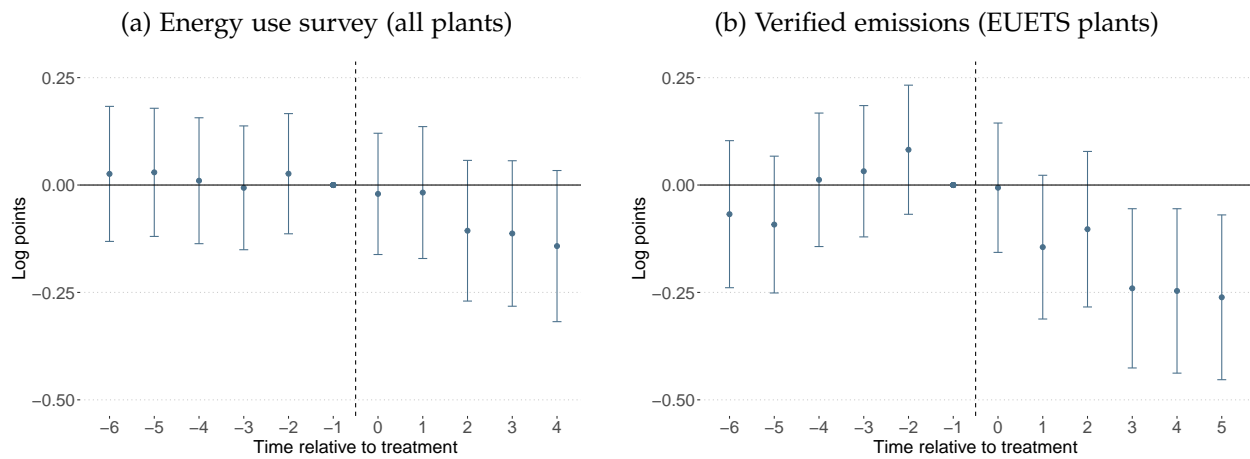 (a) Energy use survey (all plants)
0.25
0.00
−0.25
−0.50
Log points
−6 −5 −4 −3 −2 −1 0 1 2 3 4
Time relative to treatment
(b) Verified emissions (EUETS plants)
0.25
0.00
−0.25
−0.50
Log points
−6 −5 −4 −3 −2 −1 0 1 2 3 4 5
Time relative to treatment